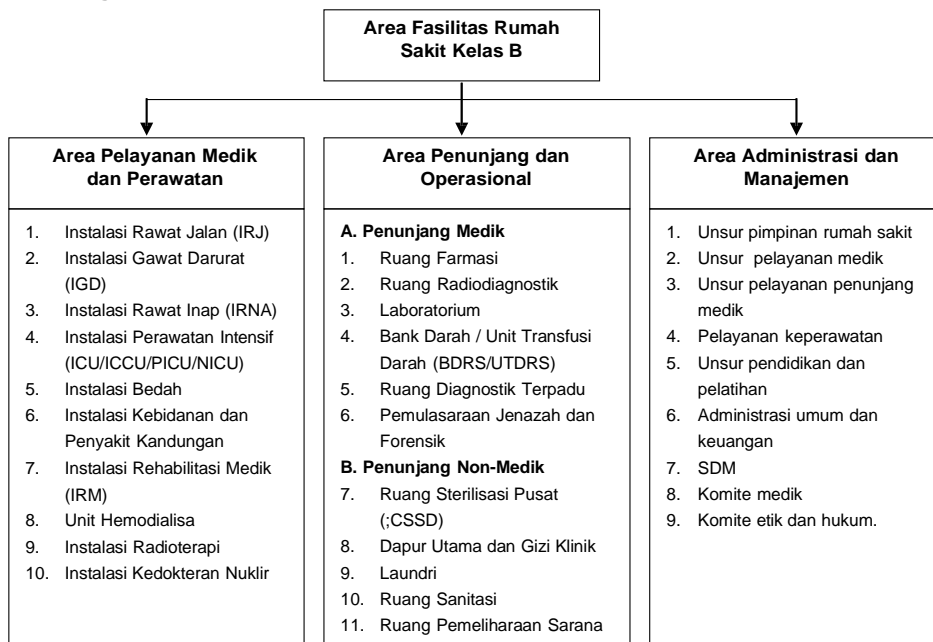 Area Fasilitas Rumah
Sakit Kelas B
Area Pelayanan Medik
dan Perawatan
1. Instalasi Rawat Jalan (IRJ)
2. Instalasi Gawat Darurat
(IGD)
3. Instalasi Rawat Inap (IRNA)
4. Instalasi Perawatan Intensif
(ICU/ICCU/PICU/NICU)
5. Instalasi Bedah
6. Instalasi Kebidanan dan
Penyakit Kandungan
7. Instalasi Rehabilitasi Medik
(IRM)
8. Unit Hemodialisa
9. Instalasi Radioterapi
10. Instalasi Kedokteran Nuklir
Area Penunjang dan
Operasional
A. Penunjang Medik
1. Ruang Farmasi
2. Ruang Radiodiagnostik
3. Laboratorium
4. Bank Darah / Unit Transfusi
Darah (BDRS/UTDRS)
5. Ruang Diagnostik Terpadu
6. Pemulasaraan Jenazah dan
Forensik
B. Penunjang Non-Medik
7. Ruang Sterilisasi Pusat
(;CSSD)
8. Dapur Utama dan Gizi Klinik
9. Laundri
10. Ruang Sanitasi
11. Ruang Pemeliharaan Sarana
Area Administrasi dan
Manajemen
1. Unsur pimpinan rumah sakit
2. Unsur pelayanan medik
3. Unsur pelayanan penunjang
medik
4. Pelayanan keperawatan
5. Unsur pendidikan dan
pelatihan
6. Administrasi umum dan
keuangan
7. SDM
8. Komite medik
9. Komite etik dan hukum.